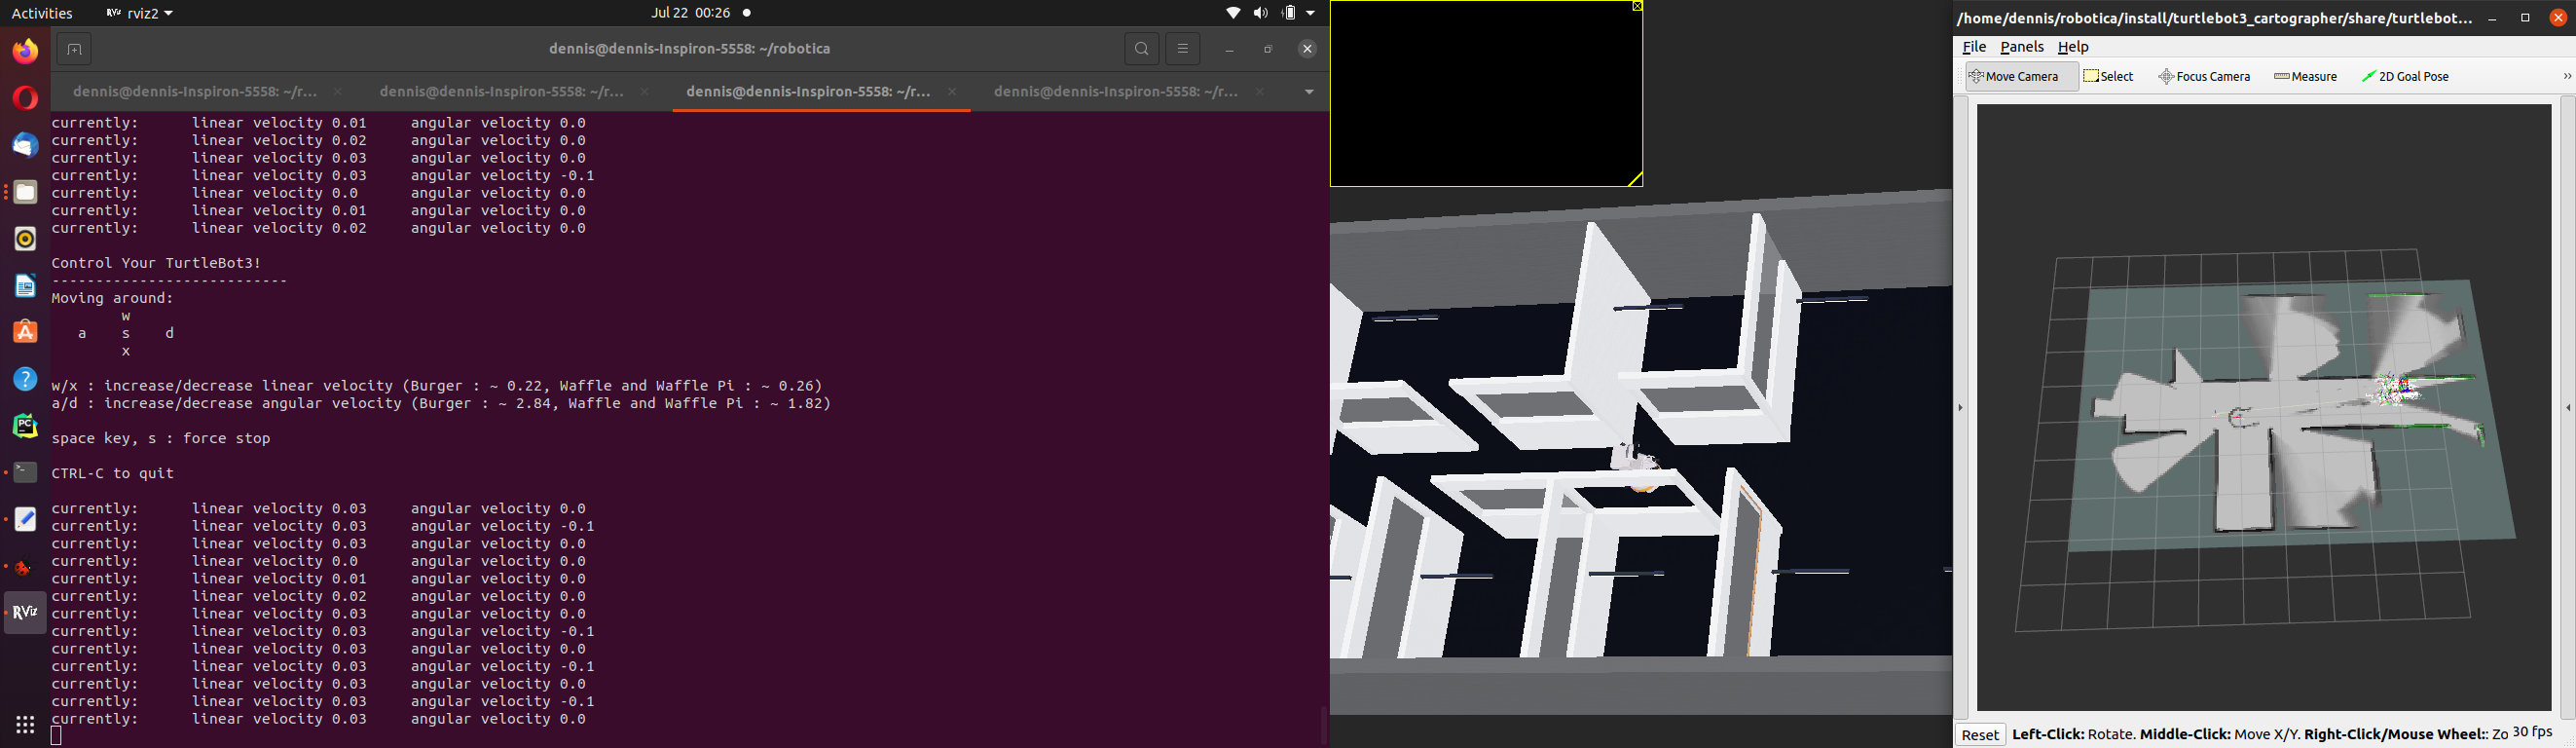 Activities
rviz2
Jul 22 00:26
dennis@dennis-Inspiron-5558: ~/robotica
dennis@dennis-Inspiron-5558: ~/r...
dennis@dennis-Inspiron-5558: ~/r...
dennis@dennis-Inspiron-5558: ~/r...
dennis@dennis-Inspiron-5558: ~/r...
currently: linear velocity 0.01 angular velocity 0.0
currently: linear velocity 0.02 angular velocity 0.0
currently: linear velocity 0.03 angular velocity 0.0
currently: linear velocity 0.03 angular velocity -0.1
currently: linear velocity 0.0 angular velocity 0.0
currently: linear velocity 0.01 angular velocity 0.0
currently: linear velocity 0.02 angular velocity 0.0
Control Your TurtleBot3!
---------------------------
Moving around:
w
a s d
x
w/x : increase/decrease linear velocity (Burger : ~ 0.22, Waffle and Waffle Pi : ~ 0.26)
a/d : increase/decrease angular velocity (Burger : ~ 2.84, Waffle and Waffle Pi : ~ 1.82)
space key, s : force stop
CTRL-C to quit
currently: linear velocity 0.03 angular velocity 0.0
currently: linear velocity 0.03 angular velocity -0.1
currently: linear velocity 0.03 angular velocity 0.0
currently: linear velocity 0.0 angular velocity 0.0
currently: linear velocity 0.01 angular velocity 0.0
currently: linear velocity 0.02 angular velocity 0.0
currently: linear velocity 0.03 angular velocity 0.0
currently: linear velocity 0.03 angular velocity -0.1
currently: linear velocity 0.03 angular velocity 0.0
currently: linear velocity 0.03 angular velocity -0.1
currently: linear velocity 0.03 angular velocity 0.0
currently: linear velocity 0.03 angular velocity -0.1
currently: linear velocity 0.03 angular velocity 0.0
PC
RViz
/home/dennis/robotica/install/turtlebot3_cartographer/share/turtlebot...
File Panels Help
Move Camera Select Focus Camera Measure 2D Goal Pose »
Reset Left-Click: Rotate. Middle-Click: Move X/Y. Right-Click/Mouse Wheel:: Zo 30 fps